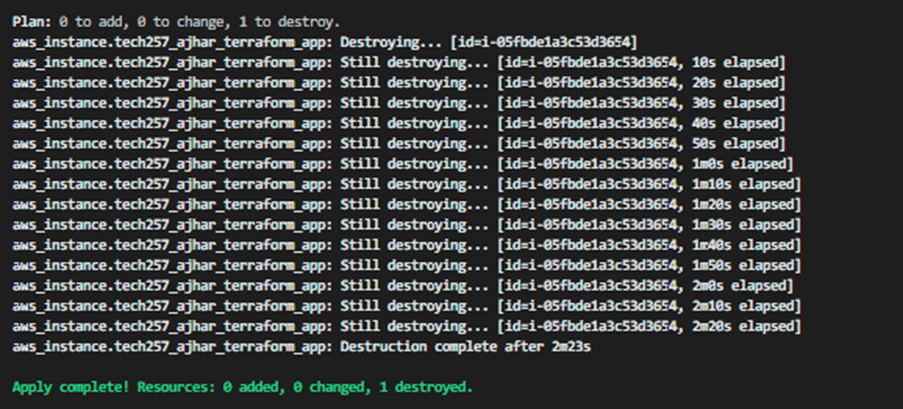 Plan: 0 to add, 0 to change, 1 to destroy.
aws_instance.tech257_ajhar_terraform_app: Destroying... [id=i-05fbde1a3c53d3654]
aws_instance.tech257_ajhar_terraform_app: Still destroying... [id=i-05fbde1a3c53d3654, 10s elapsed]
aws_instance.tech257_ajhar_terraform_app: Still destroying... [id=i-05fbde1a3c53d3654, 20s elapsed]
aws_instance.tech257_ajhar_terraform_app: Still destroying... [id=i-05fbde1a3c53d3654, 30s elapsed]
aws_instance.tech257_ajhar_terraform_app: Still destroying... [id=i-05fbde1a3c53d3654, 40s elapsed]
aws_instance.tech257_ajhar_terraform_app: Still destroying... [id=i-05fbde1a3c53d3654, 50s elapsed]
aws_instance.tech257_ajhar_terraform_app: Still destroying... [id=i-05fbde1a3c53d3654, 1m0s elapsed]
aws_instance.tech257_ajhar_terraform_app: Still destroying... [id=i-05fbde1a3c53d3654, 1m10s elapsed]
aws_instance.tech257_ajhar_terraform_app: Still destroying... [id=i-05fbde1a3c53d3654, 1m20s elapsed]
aws_instance.tech257_ajhar_terraform_app: Still destroying... [id=i-05fbde1a3c53d3654, 1m30s elapsed]
aws_instance.tech257_ajhar_terraform_app: Still destroying... [id=i-05fbde1a3c53d3654, 1m40s elapsed]
aws_instance.tech257_ajhar_terraform_app: Still destroying... [id=i-05fbde1a3c53d3654, 1m50s elapsed]
aws_instance.tech257_ajhar_terraform_app: Still destroying... [id=i-05fbde1a3c53d3654, 2m0s elapsed]
aws_instance.tech257_ajhar_terraform_app: Still destroying... [id=i-05fbde1a3c53d3654, 2m10s elapsed]
aws_instance.tech257_ajhar_terraform_app: Still destroying... [id=i-05fbde1a3c53d3654, 2m20s elapsed]
aws_instance.tech257_ajhar_terraform_app: Destruction complete after 2m23s
Apply complete! Resources: 0 added, 0 changed, 1 destroyed.